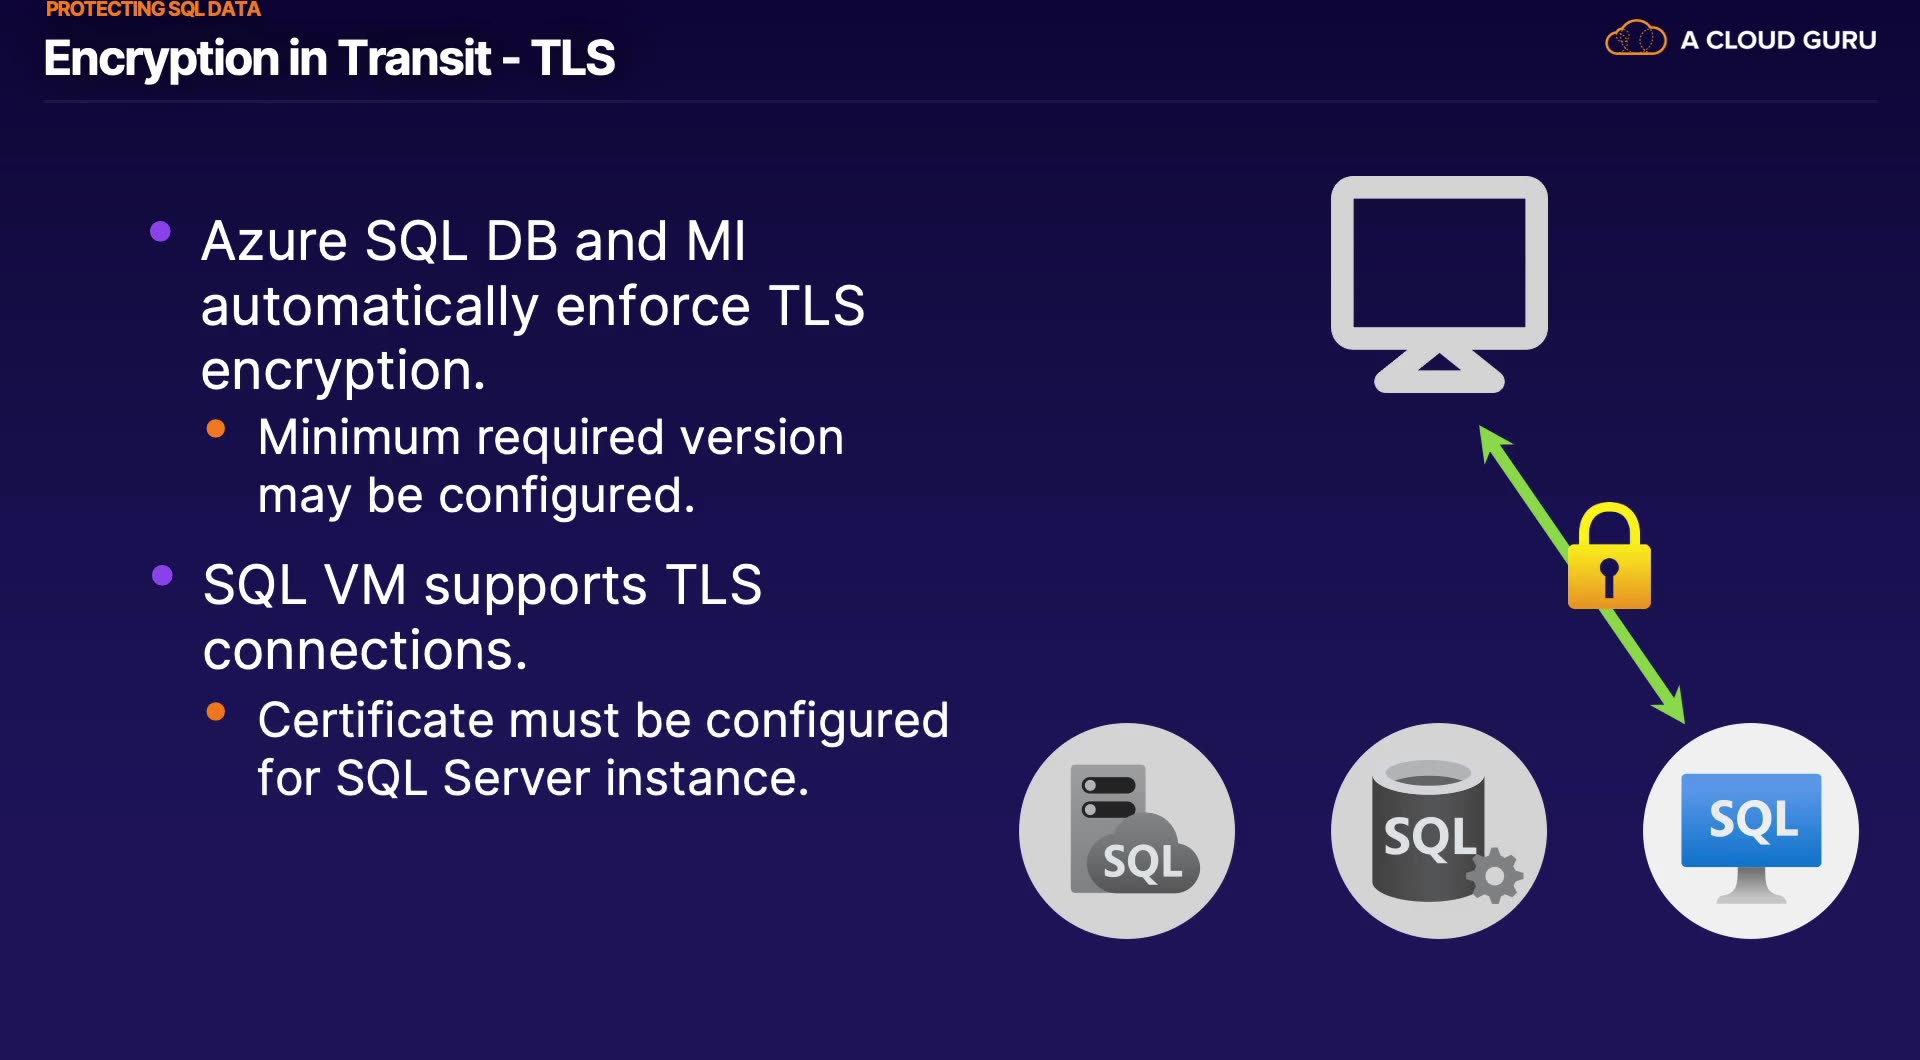 PROTECTING SQL DATA
Encryption in Transit - TLS
A CLOUD GURU
Azure SQL DB and MI
automatically enforce TLS
encryption.
Minimum required version
may be configured.
SQL VM supports TLS
connections.
Certificate must be configured
for SQL Server instance.
SQL
SQL
SQL